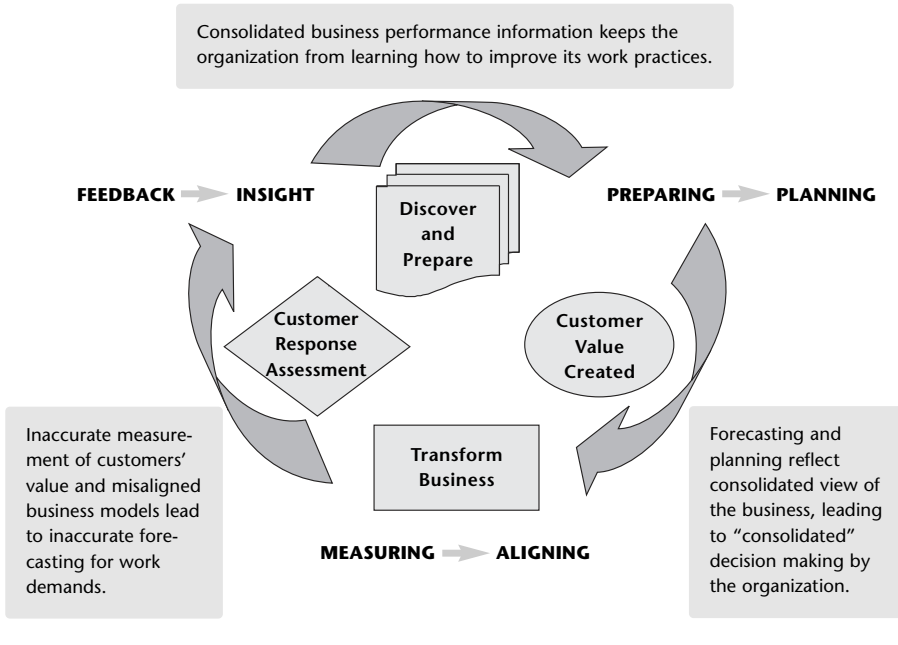 Consolidated business performance information keeps the
organization from learning how to improve its work practices.
FEEDBACK INSIGHT
PREPARING PLANNING
Discover
and
Prepare
Customer
Response
Assessment
Customer
Value
Created
Inaccurate measure-
ment of customers’
value and misaligned
business models lead
to inaccurate fore-
casting for work
demands.
Transform
Business
Forecasting and
planning reflect
consolidated view of
the business, leading
to “consolidated”
decision making by
the organization.
MEASURING ALIGNING